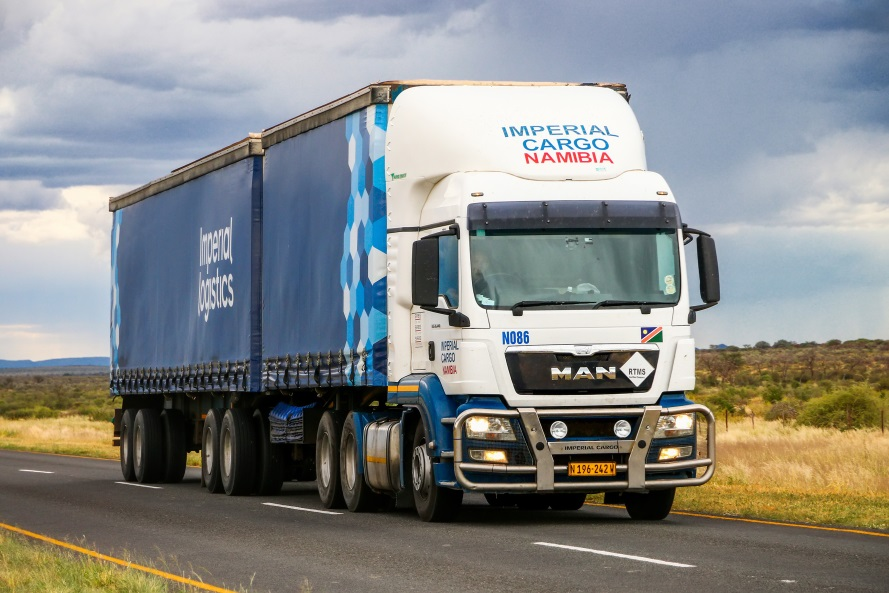 IMPERIAL
CARGO
NAMIBIA
Imperial
logistics
N086
IMPERIAL
CARGO
NAMIBIA
MAN
RTMS
IMPERIAL CARGO
N 196-242 W